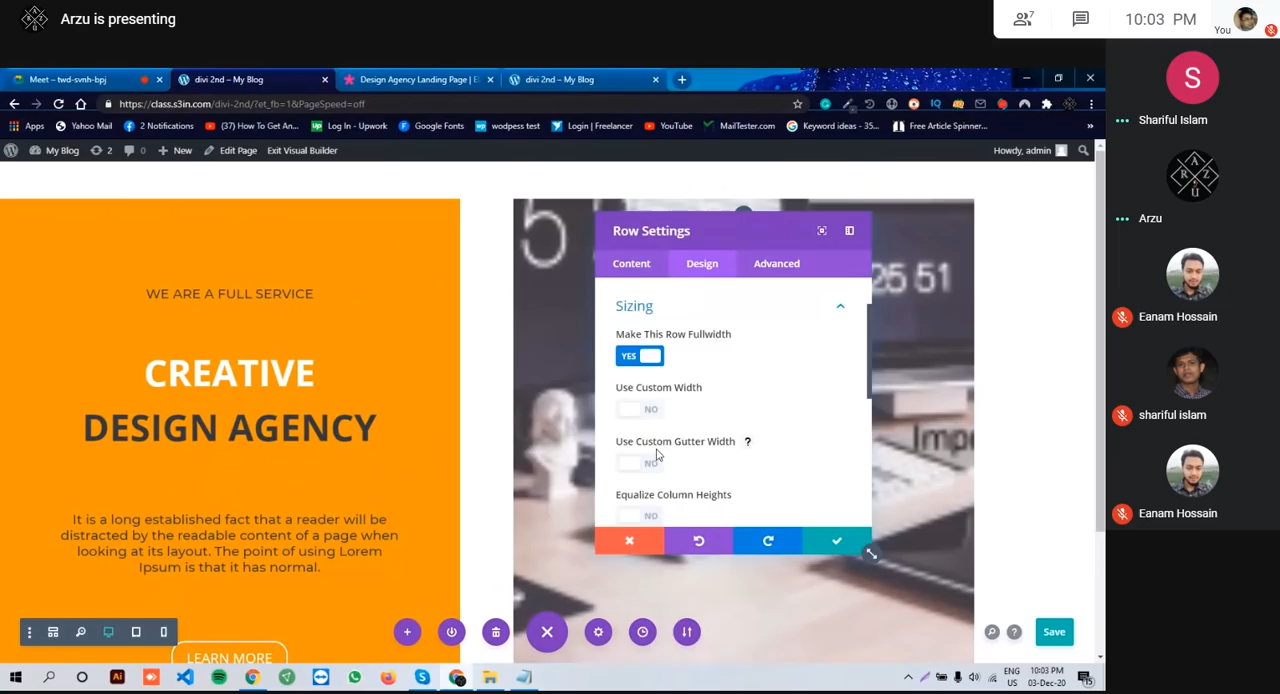 Arzu is presenting
7
10:03 PM
You
Meet – twd-svnh-bpj
divi 2nd – My Blog
Design Agency Landing Page | El
divi 2nd – My Blog
https://class.s3in.com/divi-2nd/?et_fb=1&PageSpeed=off
Apps
Yahoo Mail
2 Notifications
(37) How To Get An...
Log In - Upwork
Google Fonts
wodpess test
Login | Freelancer
YouTube
MailTester.com
Keyword ideas - 35...
Free Article Spinner...
»
My Blog
2
0
New
Edit Page
Exit Visual Builder
Howdy, admin
S
Shariful Islam
A
R
Z
U
Arzu
Eanam Hossain
shariful islam
Eanam Hossain
WE ARE A FULL SERVICE
CREATIVE
DESIGN AGENCY
It is a long established fact that a reader will be
distracted by the readable content of a page when
looking at its layout. The point of using Lorem
Ipsum is that it has normal.
LEARN MORE
5
25 51
Impo
Row Settings
Content
Design
Advanced
Sizing
Make This Row Fullwidth
YES
Use Custom Width
NO
Use Custom Gutter Width ?
NO
Equalize Column Heights
NO
?
Save
ENG
US
10:03 PM
03-Dec-20
15